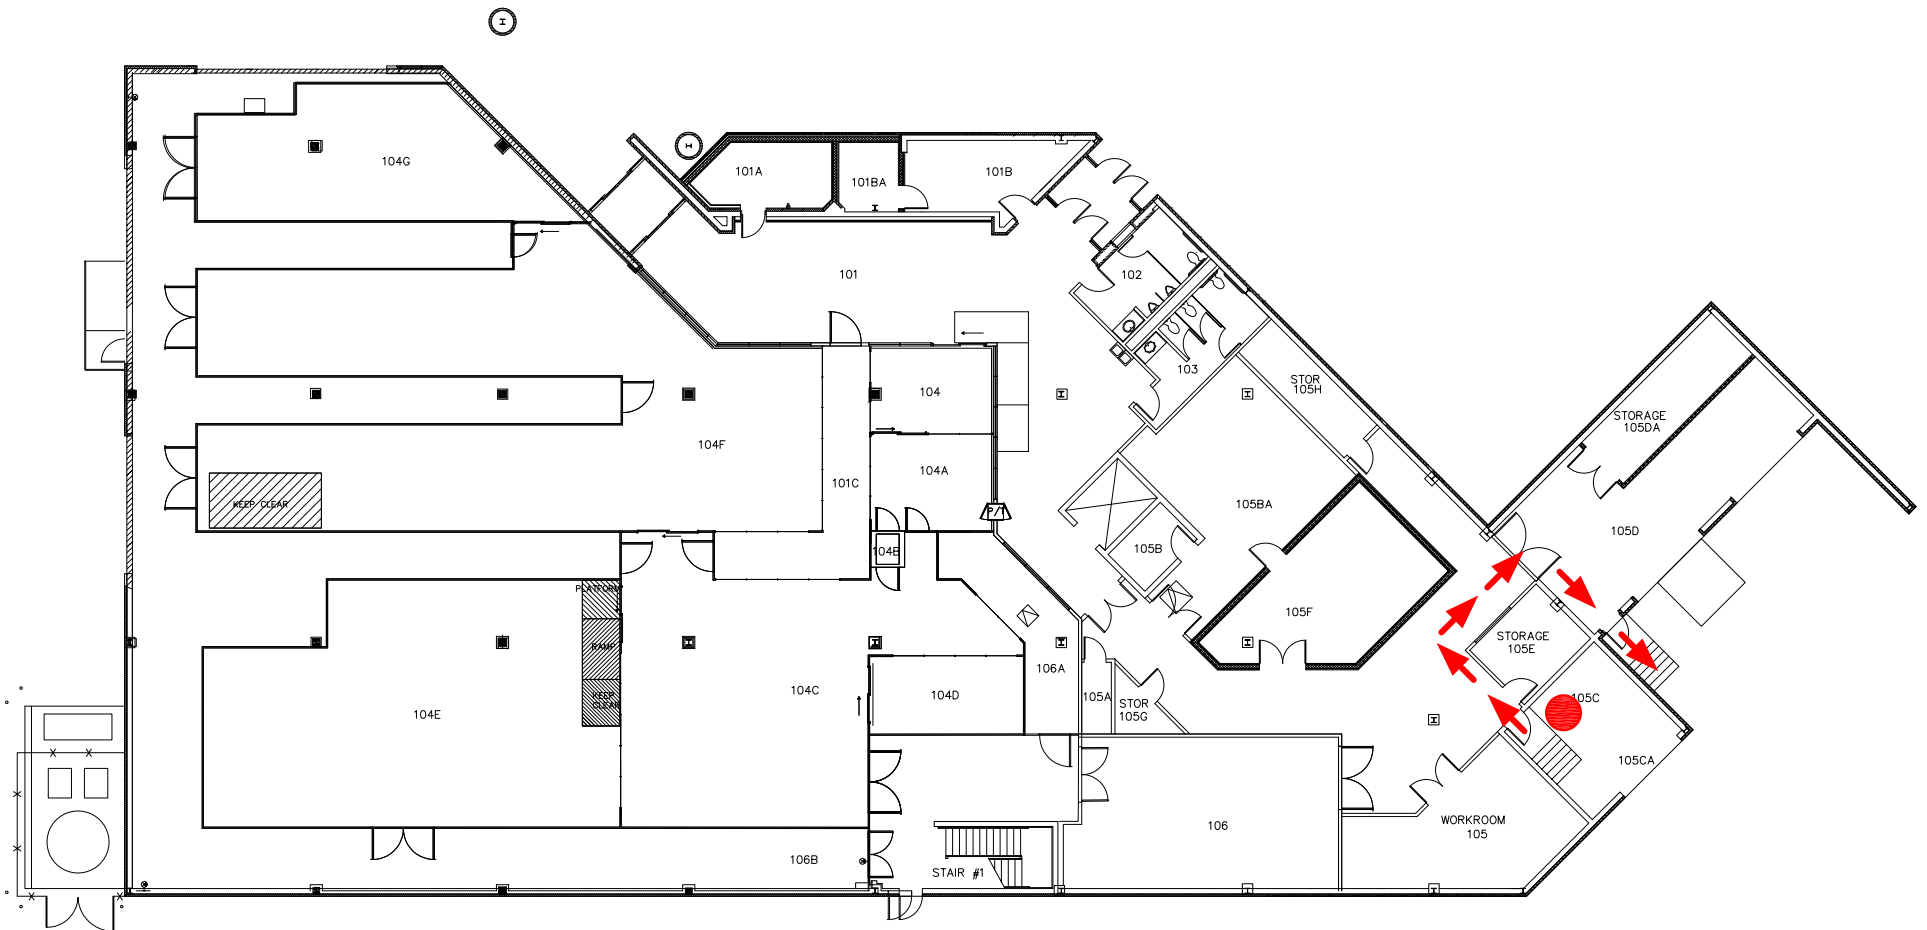 104G
101A
101BA
101B
101
102
103
STOR
105H
104
104F
104A
101C
KEEP CLEAR
P/T
STORAGE
105DA
105BA
105D
104B
105B
PLATFORM
105F
RAMP
STORAGE
105E
106A
104C
104D
105A
KEEP
CLEAR
STOR
105G
105C
104E
105CA
WORKROOM
105
106
106B
STAIR #1